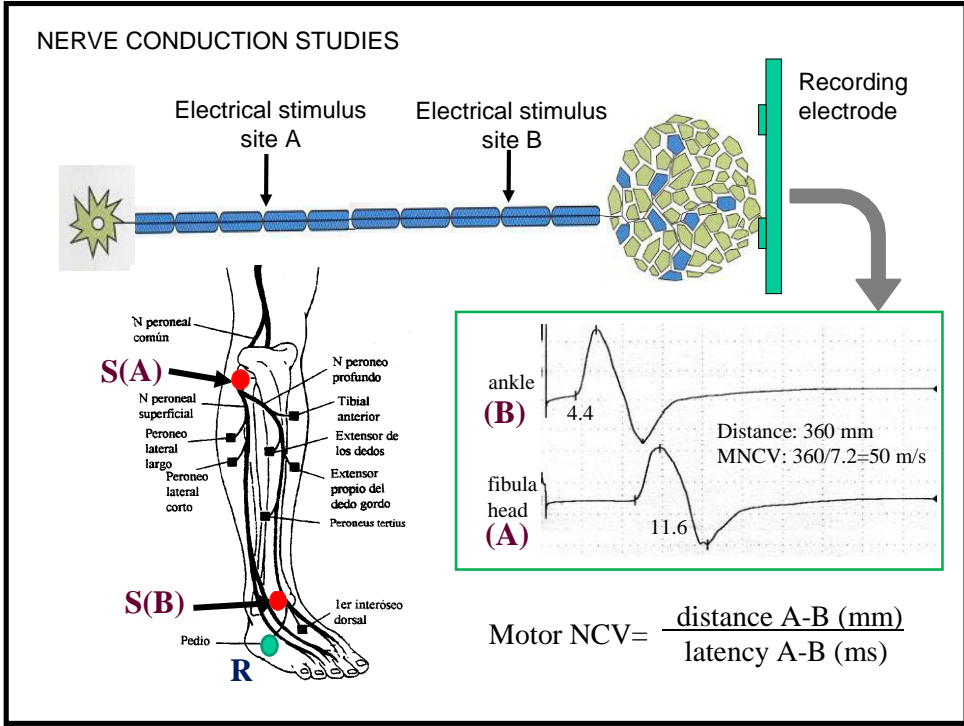 NERVE CONDUCTION STUDIES
Electrical stimulus
site A
Electrical stimulus
site B
Recording
electrode
N peroneal
común
S(A)
N peroneo
profundo
N peroneal
superficial
Tibial
anterior
Peroneo
lateral
largo
Extensor de
los dedos
Peroneo
lateral
corto
Extensor
propio del
dedo gordo
Peroneus tertius
S(B)
1er interóseo
dorsal
Pedio
R
ankle
(B)
4.4
Distance: 360 mm
MNCV: 360/7.2=50 m/s
fibula
head
(A)
11.6
Motor NCV= distance A-B (mm)
latency A-B (ms)